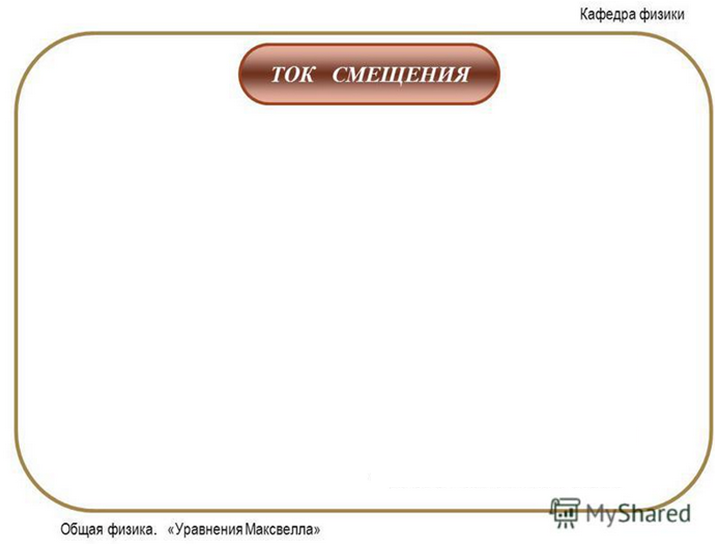 Кафедра физики
ТОК СМЕЩЕНИЯ
MyShared
Общая физика. «Уравнения Максвелла»